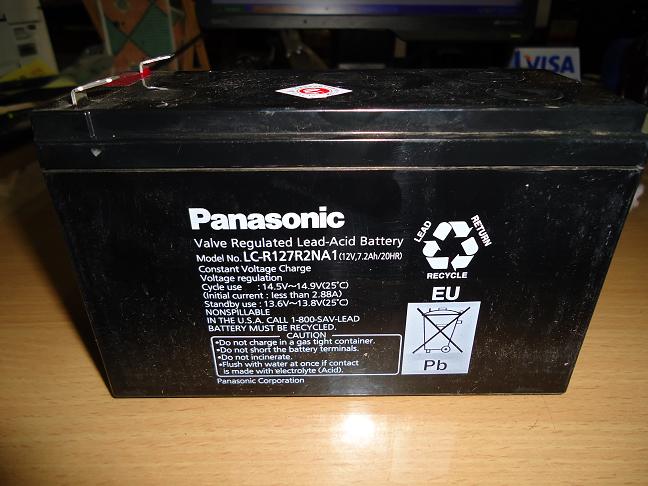 VISA
Panasonic
Valve Regulated Lead-Acid Battery
Model No. LC-R127R2NA1 (12V,7.2Ah/20HR)
Constant Voltage Charge
Voltage regulation
Cycle use : 14.5V~14.9V(25℃)
(Initial current : less than 2.88A)
Standby use : 13.6V~13.8V(25℃)
NONSPILLABLE
IN THE U.S.A. CALL 1-800-SAV-LEAD
BATTERY MUST BE RECYCLED.
CAUTION
•Do not charge in a gas tight container.
•Do not short the battery terminals.
•Do not incinerate.
•Flush with water at once if contact
is made with electrolyte (Acid).
Panasonic Corporation
LEAD
RETURN
RECYCLE
EU
Pb